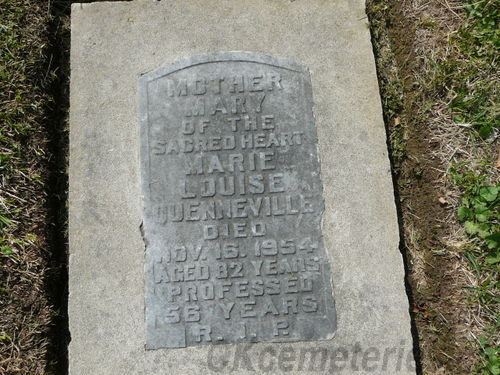 MOTHER
MARY
OF THE
SACRED HEART
MARIE
LOUISE
QUENNEVILLE
DIED
NOV. 16. 1954
AGED 82 YEARS
PROFESSED
56 YEARS
R. I. P.
©CKcemeteries